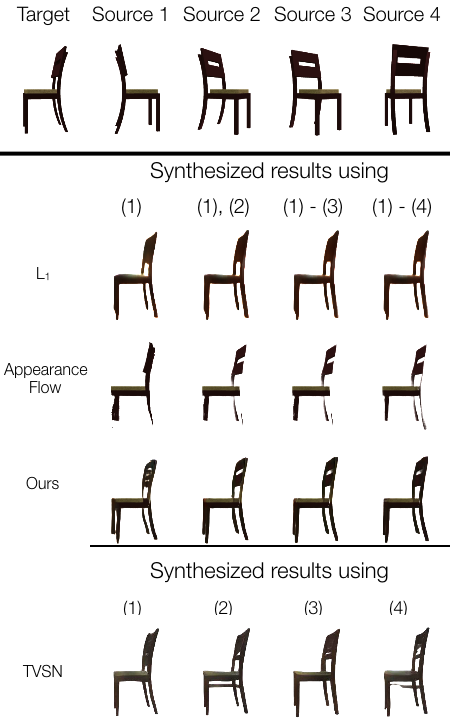 Target Source 1 Source 2 Source 3 Source 4
Synthesized results using
(1) (1), (2) (1) - (3) (1) - (4)
L₁
Appearance
Flow
Ours
Synthesized results using
(1) (2) (3) (4)
TVSN